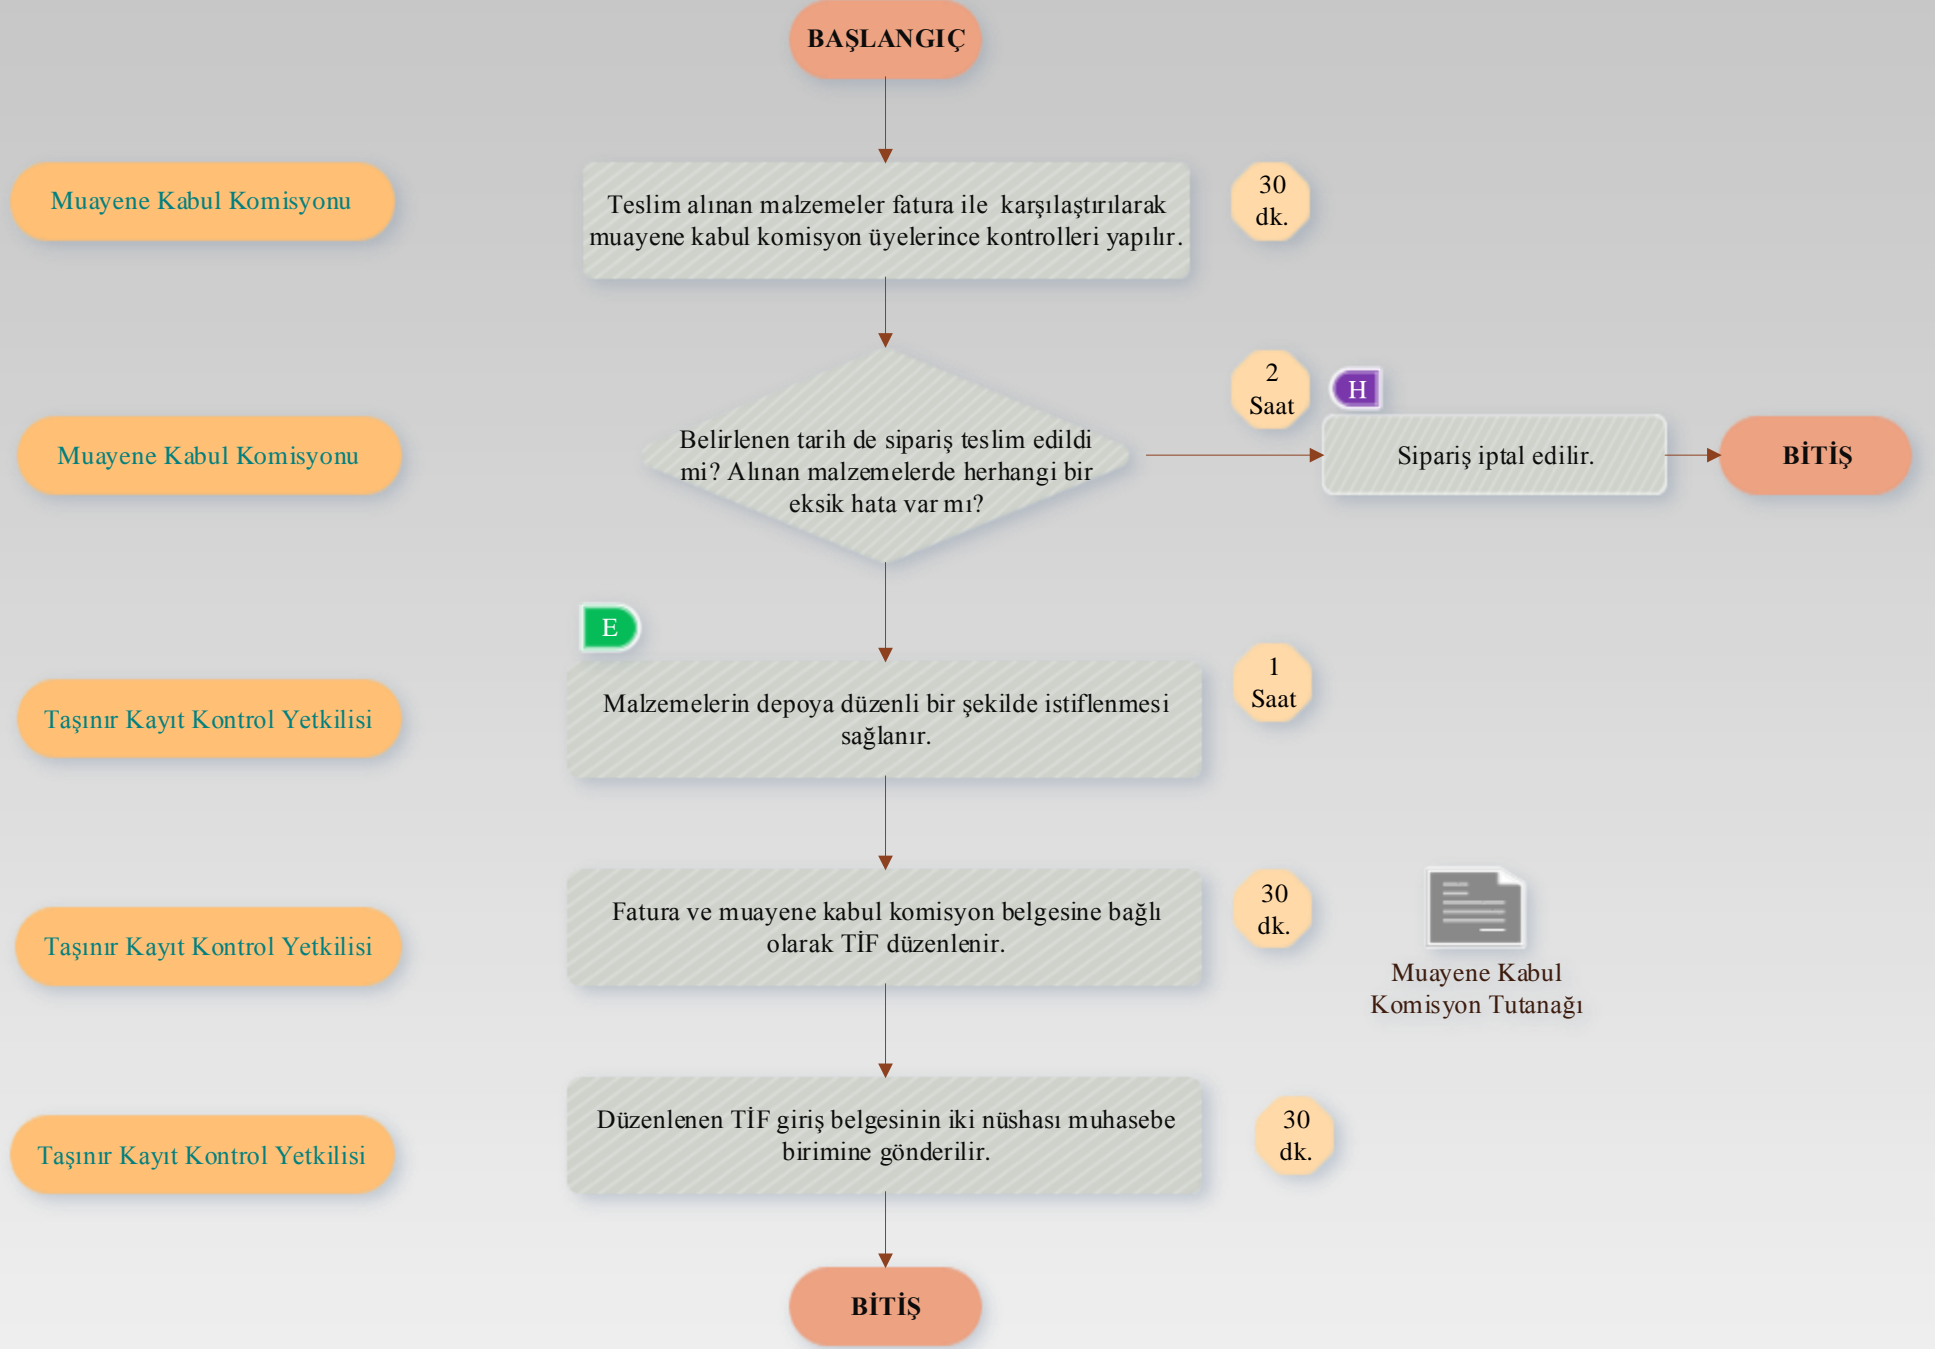 BAŞLANGIÇ
Muayene Kabul Komisyonu
Teslim alınan malzemeler fatura ile karşılaştırılarak
muayene kabul komisyon üyelerince kontrolleri yapılır.
30
dk.
Muayene Kabul Komisyonu
Belirlenen tarih de sipariş teslim edildi
mi? Alınan malzemelerde herhangi bir
eksik hata var mı?
2
Saat
H
Sipariş iptal edilir.
BİTİŞ
E
Taşınır Kayıt Kontrol Yetkilisi
Malzemelerin depoya düzenli bir şekilde istiflenmesi
sağlanır.
1
Saat
Taşınır Kayıt Kontrol Yetkilisi
Fatura ve muayene kabul komisyon belgesine bağlı
olarak TİF düzenlenir.
30
dk.
Muayene Kabul
Komisyon Tutanağı
Taşınır Kayıt Kontrol Yetkilisi
Düzenlenen TİF giriş belgesinin iki nüshası muhasebe
birimine gönderilir.
30
dk.
BİTİŞ